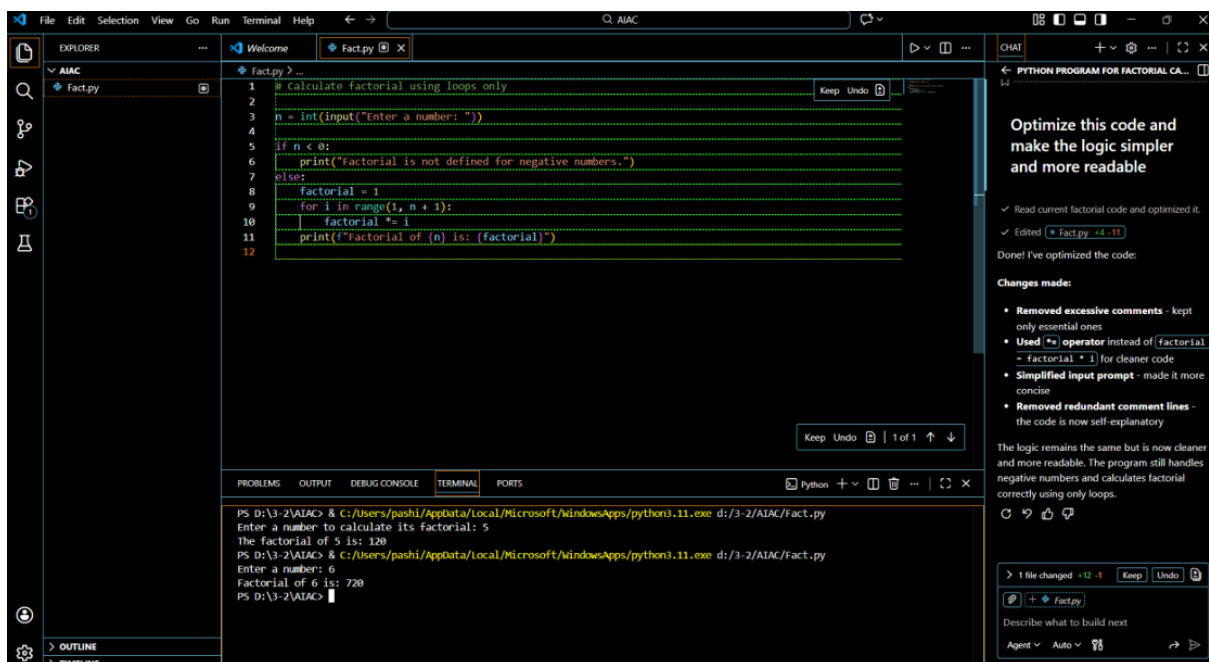 File Edit Selection View Go Run Terminal Help
AIAC
EXPLORER
AIAC
Fact.py
OUTLINE
Welcome
Fact.py
Fact.py > ...
1 # Calculate factorial using loops only
2
3 n = int(input("Enter a number: "))
4
5 if n < 0:
6 print("Factorial is not defined for negative numbers.")
7 else:
8 factorial = 1
9 for i in range(1, n + 1):
10 factorial *= i
11 print(f"Factorial of {n} is: {factorial}")
12
Keep Undo
Keep Undo 1 of 1
PROBLEMS OUTPUT DEBUG CONSOLE TERMINAL PORTS
Python
PS D:\3-2\AIAC> & C:/Users/pashi/AppData/Local/Microsoft/WindowsApps/python3.11.exe d:/3-2/AIAC/Fact.py
Enter a number to calculate its factorial: 5
The factorial of 5 is: 120
PS D:\3-2\AIAC> & C:/Users/pashi/AppData/Local/Microsoft/WindowsApps/python3.11.exe d:/3-2/AIAC/Fact.py
Enter a number: 6
Factorial of 6 is: 720
PS D:\3-2\AIAC>
CHAT
PYTHON PROGRAM FOR FACTORIAL CA...
Optimize this code and
make the logic simpler
and more readable
Read current factorial code and optimized it.
Edited Fact.py +4 -11
Done! I've optimized the code:
Changes made:
• Removed excessive comments - kept
only essential ones
• Used *= operator instead of factorial
= factorial * i for cleaner code
• Simplified input prompt - made it more
concise
• Removed redundant comment lines -
the code is now self-explanatory
The logic remains the same but is now cleaner
and more readable. The program still handles
negative numbers and calculates factorial
correctly using only loops.
1 file changed +12 -1 Keep Undo
Fact.py
Describe what to build next
Agent Auto